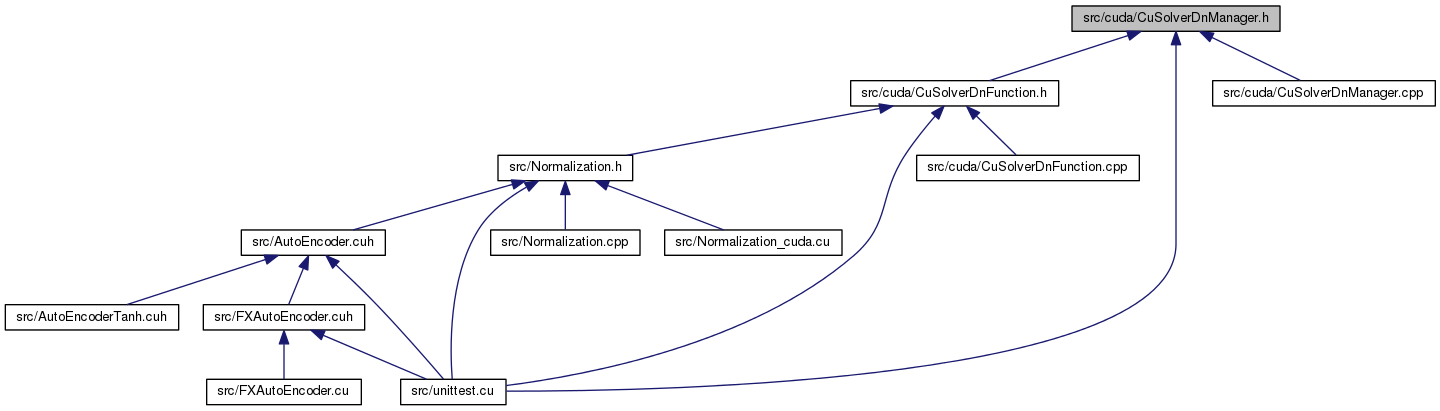 src/cuda/CuSolverDnManager.h
src/cuda/CuSolverDnFunction.h
src/cuda/CuSolverDnManager.cpp
src/Normalization.h
src/cuda/CuSolverDnFunction.cpp
src/AutoEncoder.cuh
src/Normalization.cpp
src/Normalization_cuda.cu
src/AutoEncoderTanh.cuh
src/FXAutoEncoder.cuh
src/FXAutoEncoder.cu
src/unittest.cu